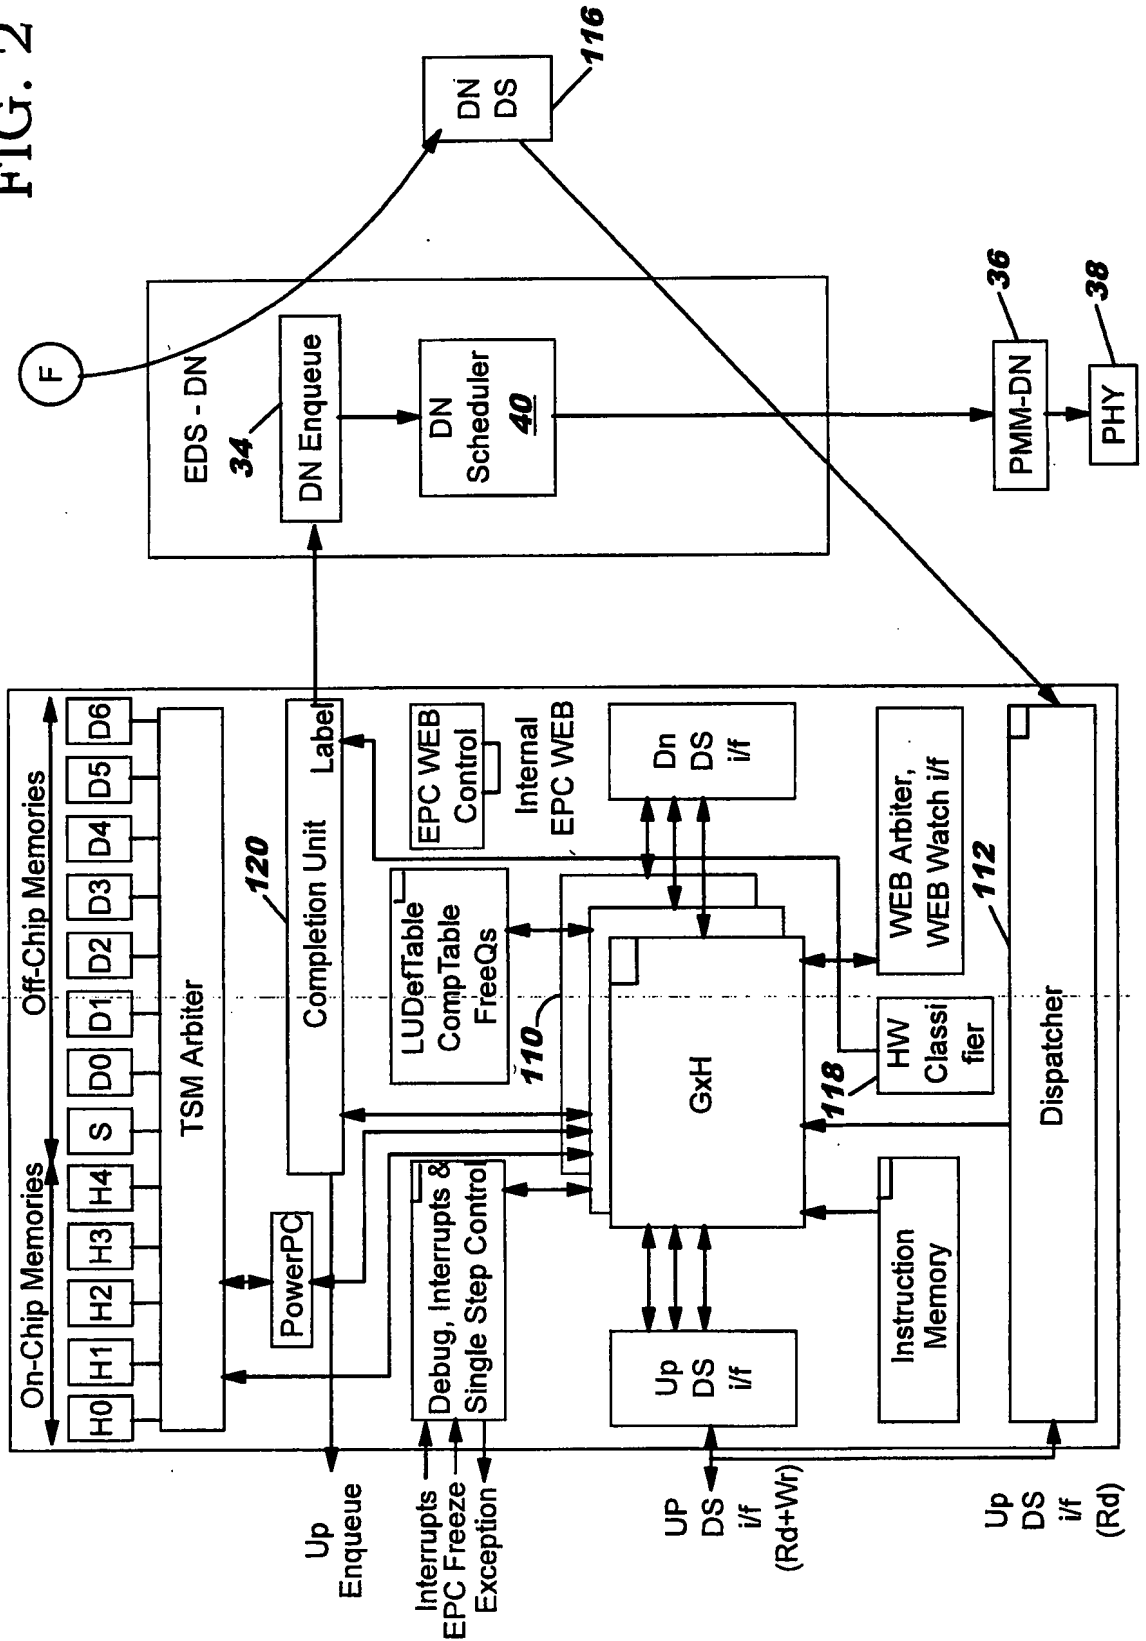 FIG. 2
F
116
DN
DS
EDS - DN
34
DN Enqueue
DN
Scheduler
40
36
PMM-DN
38
PHY
On-Chip Memories
Off-Chip Memories
H0
H1
H2
H3
H4
S
D0
D1
D2
D3
D4
D5
D6
TSM Arbiter
PowerPC
120
Completion Unit
Label
Up
Enqueue
Interrupts
EPC Freeze
Exception
Debug, Interrupts &
Single Step Control
LUDefTable
CompTable
FreeQs
EPC WEB
Control
Internal
EPC WEB
110
GxH
Up
DS
i/f
Dn
DS
i/f
UP
DS
i/f
(Rd+Wr)
Instruction
Memory
118
HW
Classi
fier
WEB Arbiter,
WEB Watch i/f
112
Dispatcher
Up
DS
i/f
(Rd)